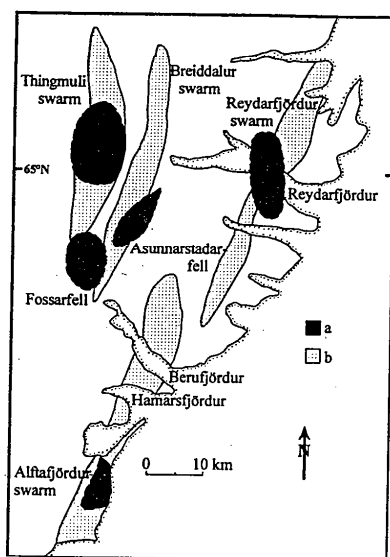 Thingmuli
swarm
Breiddalur
swarm
Reydarfjördur
swarm
65°N
Reydarfjördur
Asunnarstadar-
fell
Fossarfell
a
b
Berufjördur
Hamarsfjördur
N
Alftafjördur
swarm
0 10 km